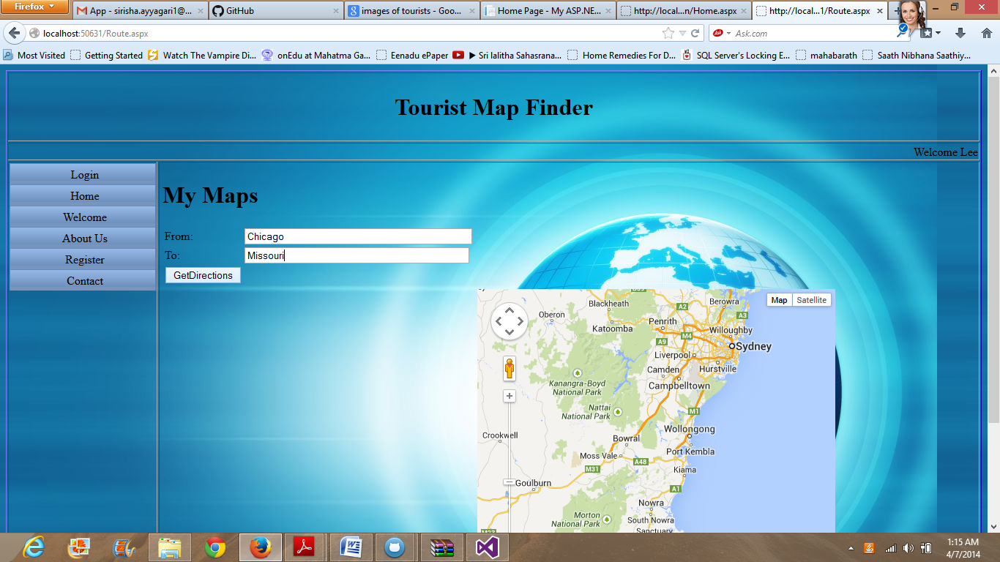 Firefox
App - sirisha.ayyagari1@...
GitHub
images of tourists - Goo...
Home Page - My ASP.NE...
http://local...n/Home.aspx
http://local...1/Route.aspx
localhost:50631/Route.aspx
Ask.com
Most Visited
Getting Started
Watch The Vampire Di...
onEdu at Mahatma Ga...
Eenadu ePaper
▶ Sri lalitha Sahasrana...
Home Remedies For D...
SQL Server's Locking E...
mahabarath
Saath Nibhana Saathiy...
Tourist Map Finder
Welcome Lee
Login
Home
Welcome
About Us
Register
Contact
My Maps
From:
Chicago
To:
Missouri
GetDirections
Map
Satellite
Blackheath
Berowra
A2
A3
Oberon
Penrith
Katoomba
Willoughby
M4
A9
Sydney
Liverpool
Camden
Hurstville
Campbelltown
Kanangra-Boyd
National Park
Nattai
National Park
M1
Wollongong
Crookwell
Bowral
Port Kembla
Moss Vale
A48
M31
Kiama
Goulburn
A1
Nowra
Morton
National Park
South Nowra
Sanctuary
M23
1:15 AM
4/7/2014